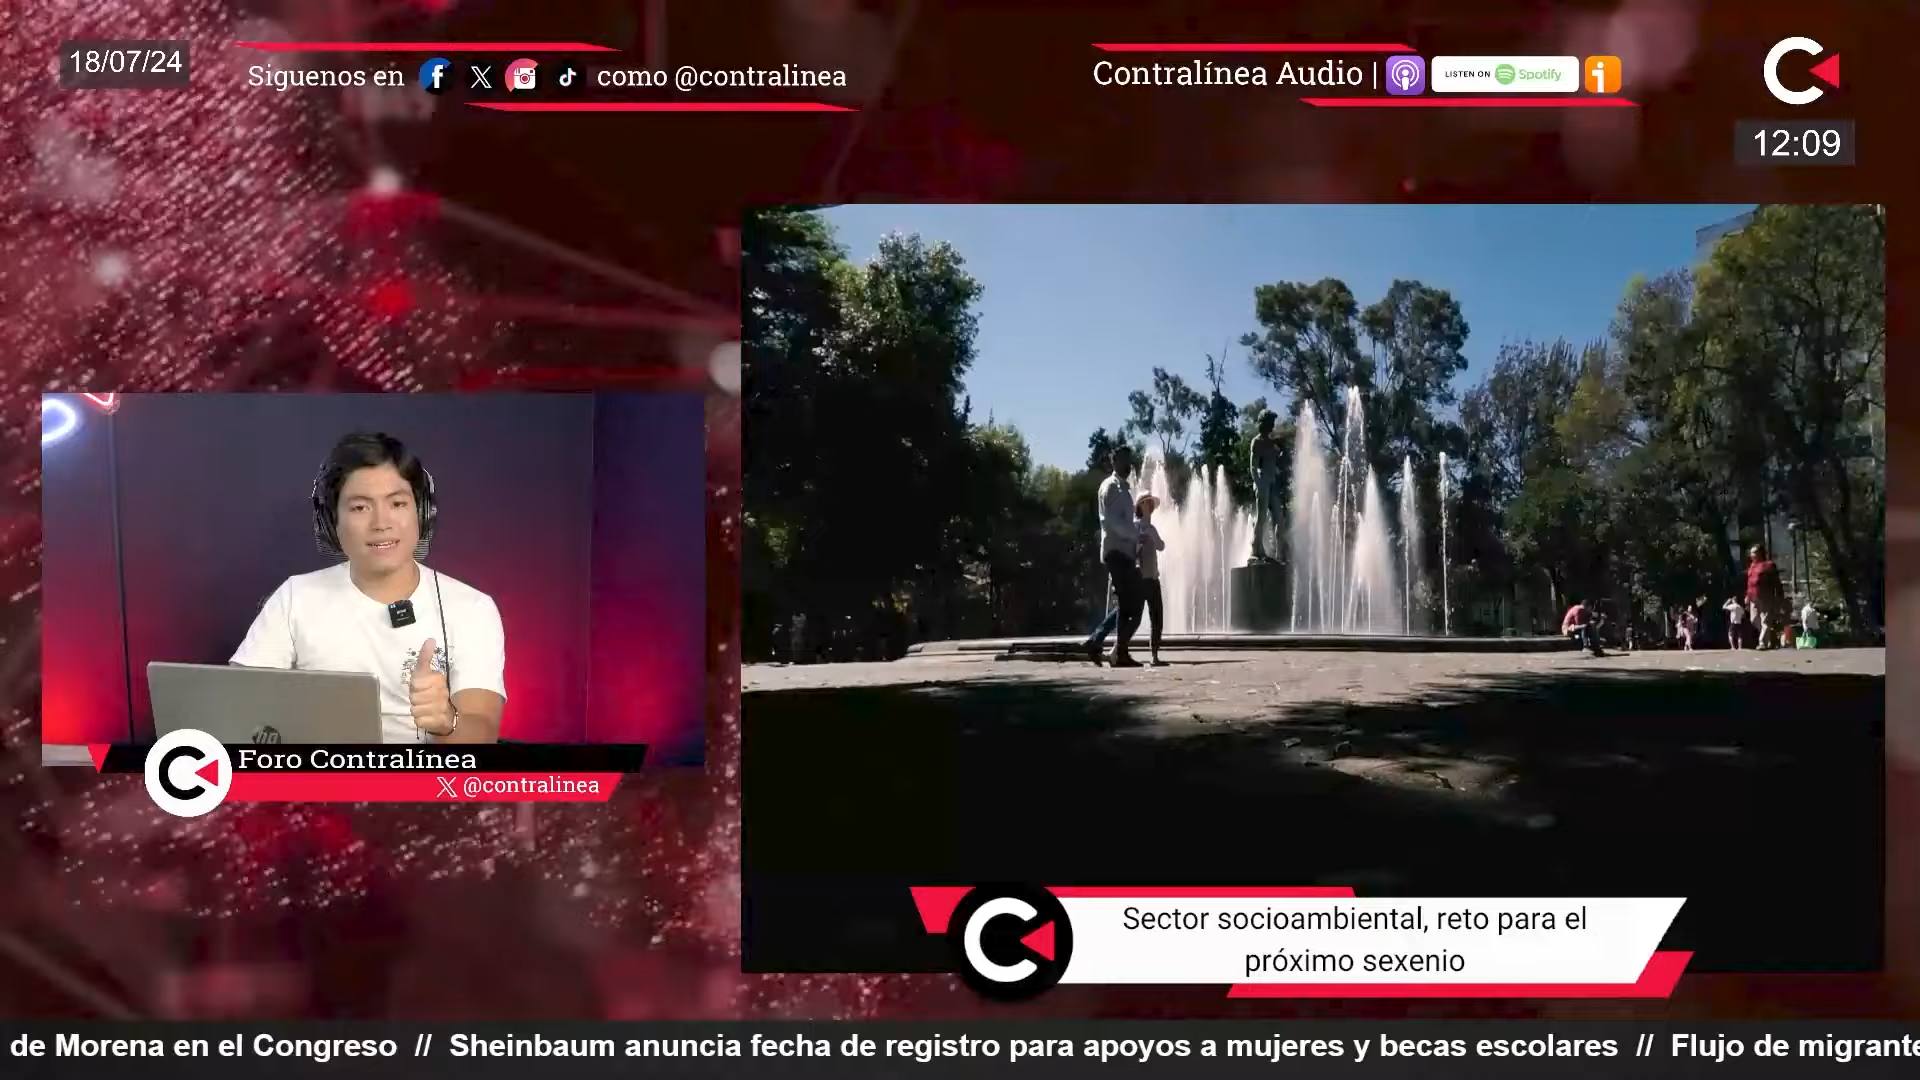 18/07/24
Siguenos en
como @contralinea
Contralínea Audio |
LISTEN ON Spotify
12:09
hp
Foro Contralínea
@contralinea
Sector socioambiental, reto para el
próximo sexenio
de Morena en el Congreso // Sheinbaum anuncia fecha de registro para apoyos a mujeres y becas escolares // Flujo de migrante